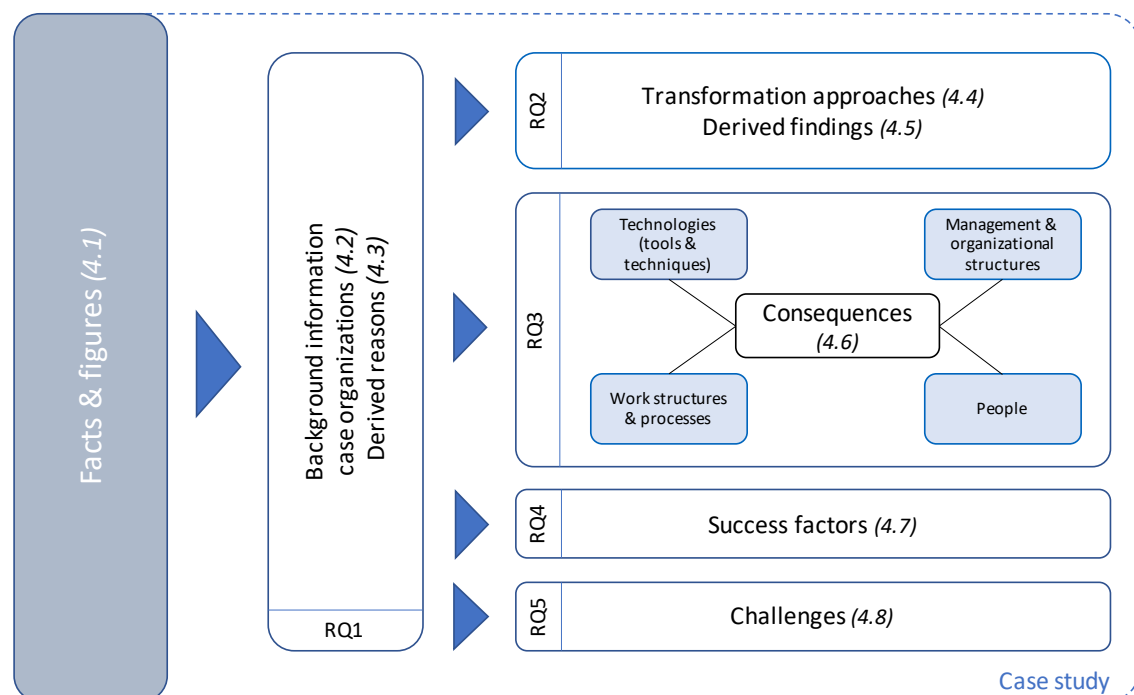 Facts & figures (4.1)
Background information
case organizations (4.2)
Derived reasons (4.3)
RQ1
RQ2
Transformation approaches (4.4)
Derived findings (4.5)
RQ3
Technologies
(tools &
techniques)
Management &
organizational
structures
Consequences
(4.6)
Work structures
& processes
People
RQ4
Success factors (4.7)
RQ5
Challenges (4.8)
Case study